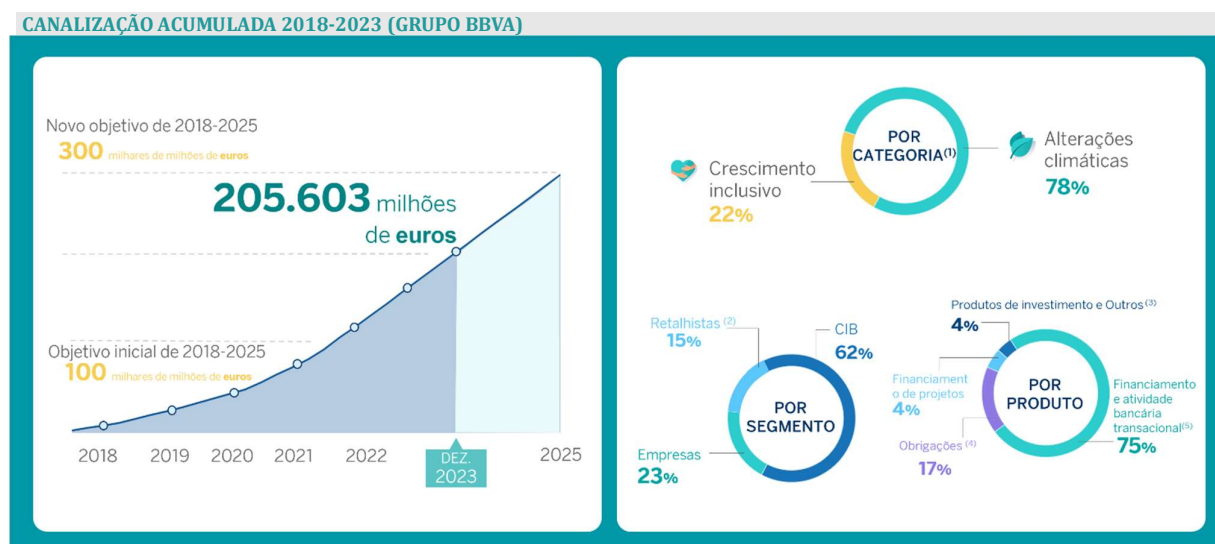 CANALIZAÇÃO ACUMULADA 2018-2023 (GRUPO BBVA)
Novo objetivo de 2018-2025
300 milhares de milhões de euros
205.603 milhões
de euros
Objetivo inicial de 2018-2025
100 milhares de milhões de euros
2018
2019
2020
2021
2022
DEZ.
2023
2025
POR
CATEGORIA(1)
Crescimento
inclusivo
22%
Alterações
climáticas
78%
Retalhistas (2)
15%
CIB
62%
POR
SEGMENTO
Empresas
23%
Produtos de investimento e Outros (3)
4%
Financiament
o de projetos
4%
POR
PRODUTO
Obrigações (4)
17%
Financiamento
e atividade
bancária
transacional(5)
75%